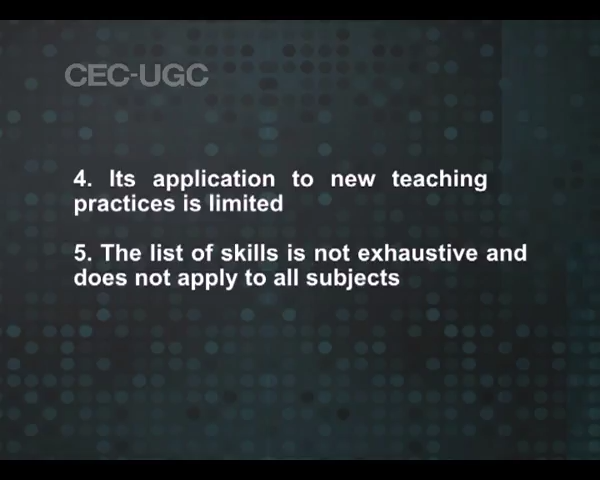 CEC-UGC
4. Its application to new teaching
practices is limited
5. The list of skills is not exhaustive and
does not apply to all subjects